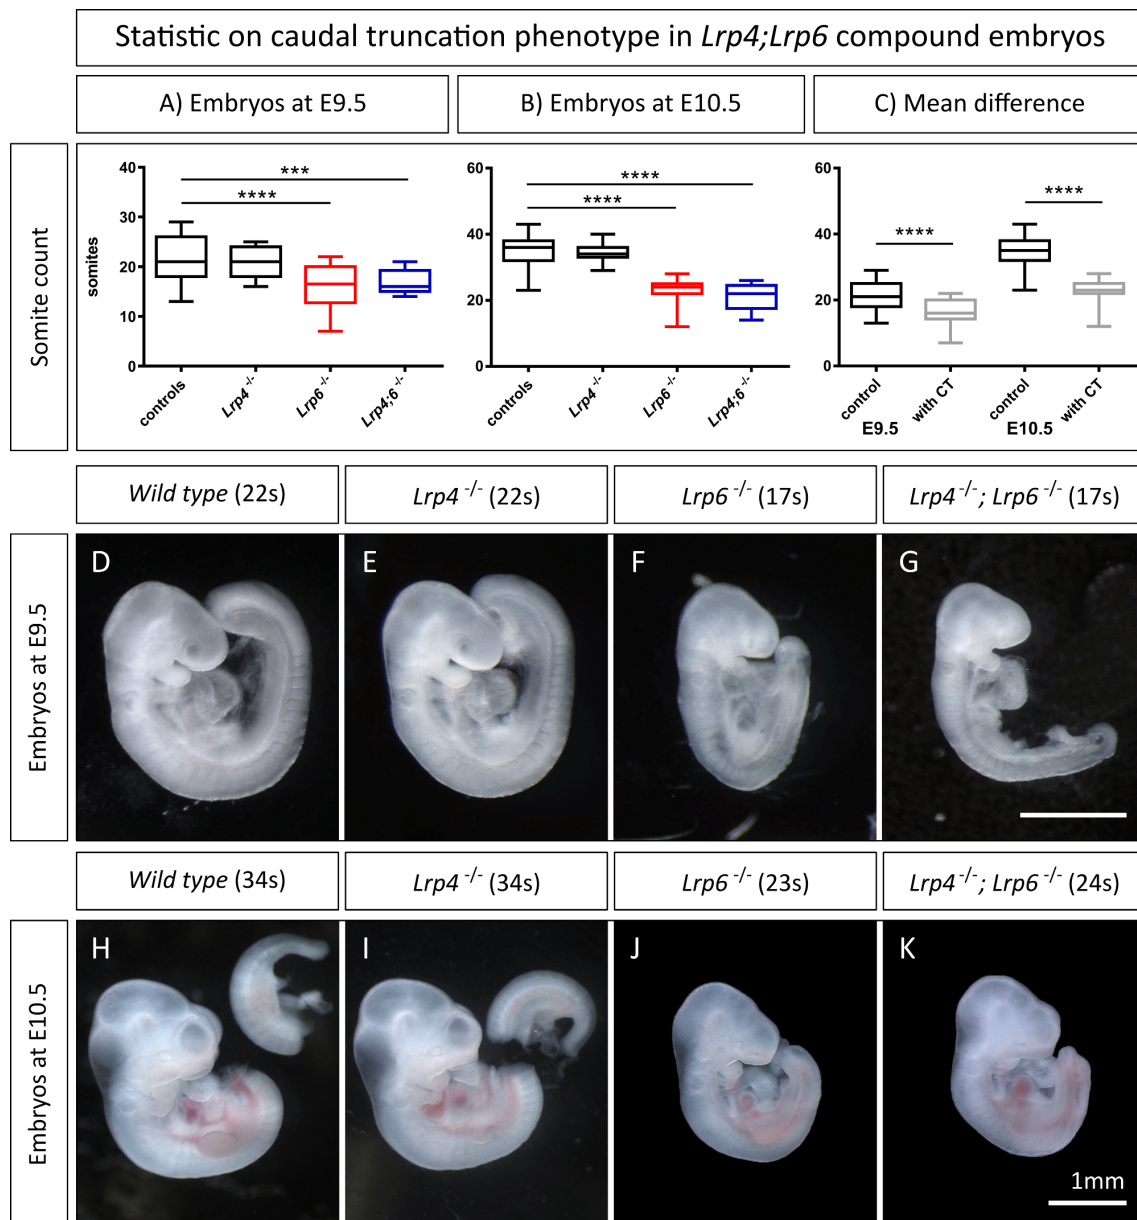 Statistic on caudal truncation phenotype in Lrp4;Lrp6 compound embryos
A) Embryos at E9.5
B) Embryos at E10.5
C) Mean difference
Somite count
somites
40
30
20
10
0
***
****
controls
Lrp4 -/-
Lrp6 -/-
Lrp4;6 -/-
60
40
20
0
****
****
controls
Lrp4 -/-
Lrp6 -/-
Lrp4;6 -/-
60
40
20
0
****
****
control
with CT
control
with CT
E9.5
E10.5
Wild type (22s)
Lrp4 -/- (22s)
Lrp6 -/- (17s)
Lrp4 -/-; Lrp6 -/- (17s)
Embryos at E9.5
D
E
F
G
Wild type (34s)
Lrp4 -/- (34s)
Lrp6 -/- (23s)
Lrp4 -/-; Lrp6 -/- (24s)
Embryos at E10.5
H
I
J
K
1mm